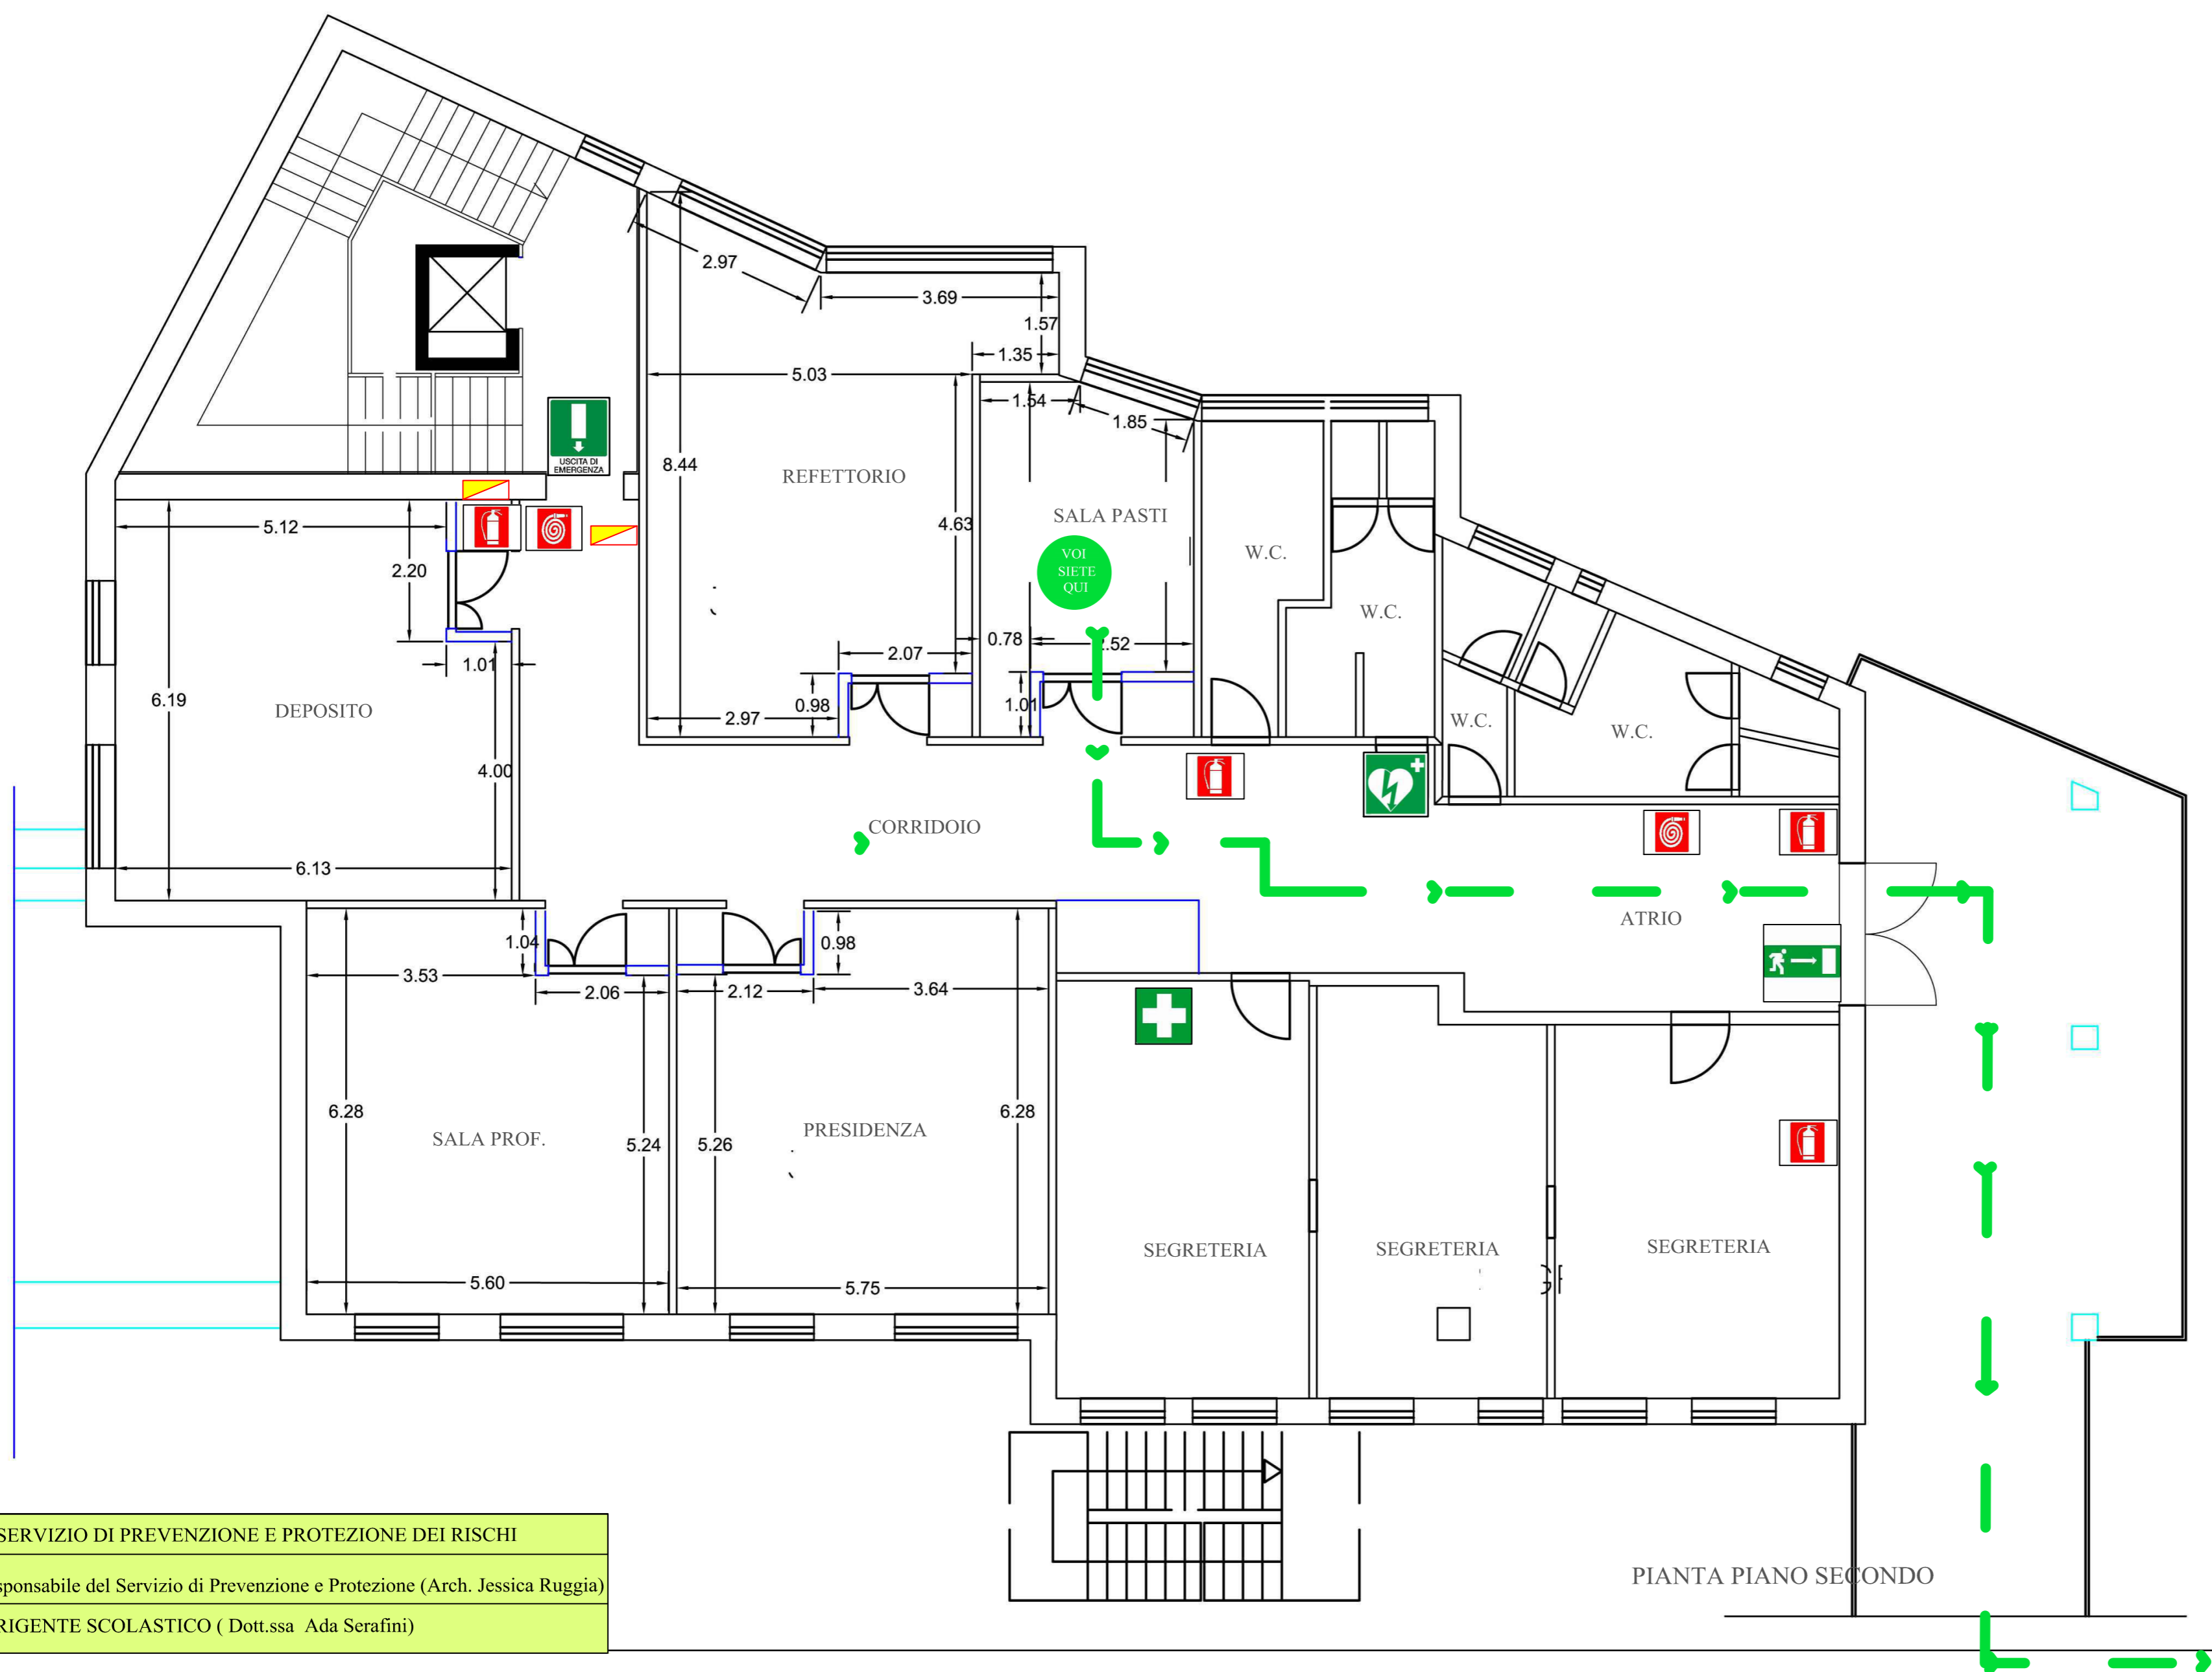 2.97
3.69
1.57
1.35
5.03
1.54
1.85
USCITA DI
EMERGENZA
8.44
REFETTORIO
4.63
SALA PASTI
5.12
2.20
VOI
SIETE
QUI
W.C.
W.C.
0.78
2.52
2.07
1.01
6.19
DEPOSITO
0.98
2.97
1.01
W.C.
W.C.
4.00
CORRIDOIO
6.13
ATRIO
1.04
0.98
3.53
2.06
2.12
3.64
6.28
SALA PROF.
5.24
5.26
PRESIDENZA
6.28
SEGRETERIA
SEGRETERIA
SEGRETERIA
5.60
5.75
SERVIZIO DI PREVENZIONE E PROTEZIONE DEI RISCHI
sponsabile del Servizio di Prevenzione e Protezione (Arch. Jessica Ruggia)
RIGENTE SCOLASTICO ( Dott.ssa Ada Serafini)
PIANTA PIANO SECONDO